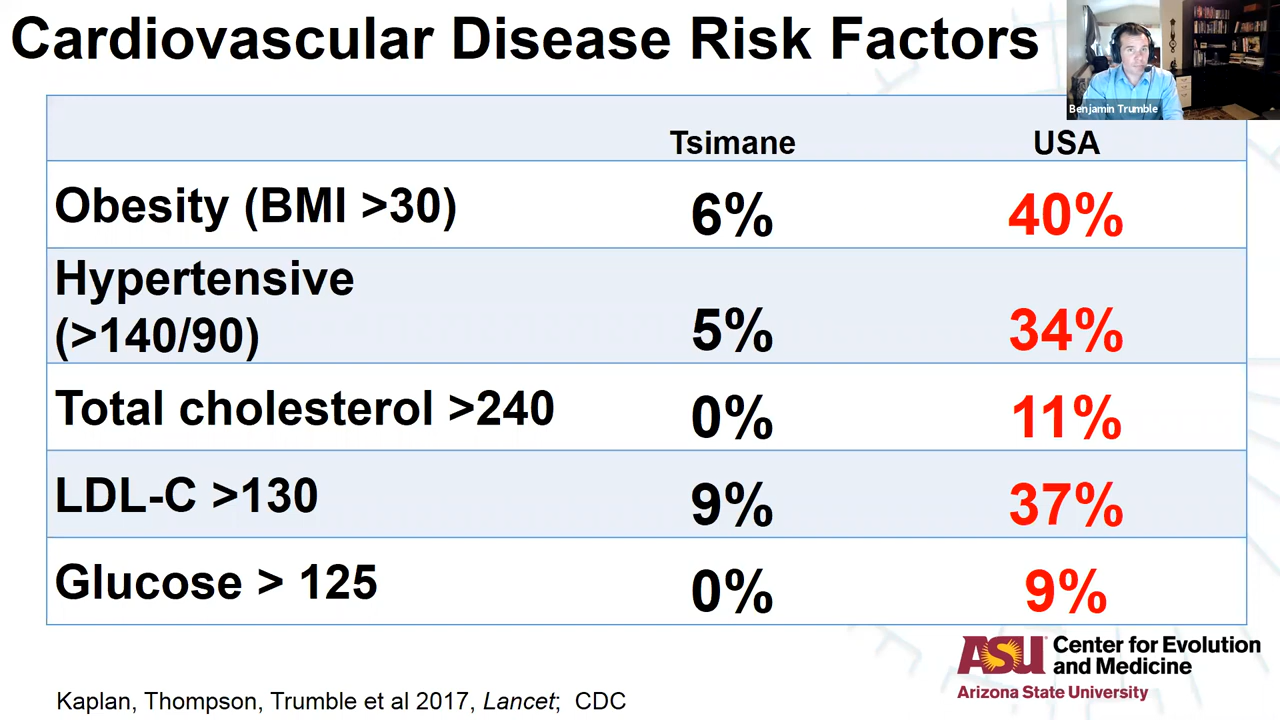 Cardiovascular Disease Risk Factors
Benjamin Trumble
Tsimane USA
Obesity (BMI >30) 6% 40%
Hypertensive
(>140/90) 5% 34%
Total cholesterol >240 0% 11%
LDL-C >130 9% 37%
Glucose > 125 0% 9%
ASU Center for Evolution
and Medicine
Arizona State University
Kaplan, Thompson, Trumble et al 2017, Lancet; CDC